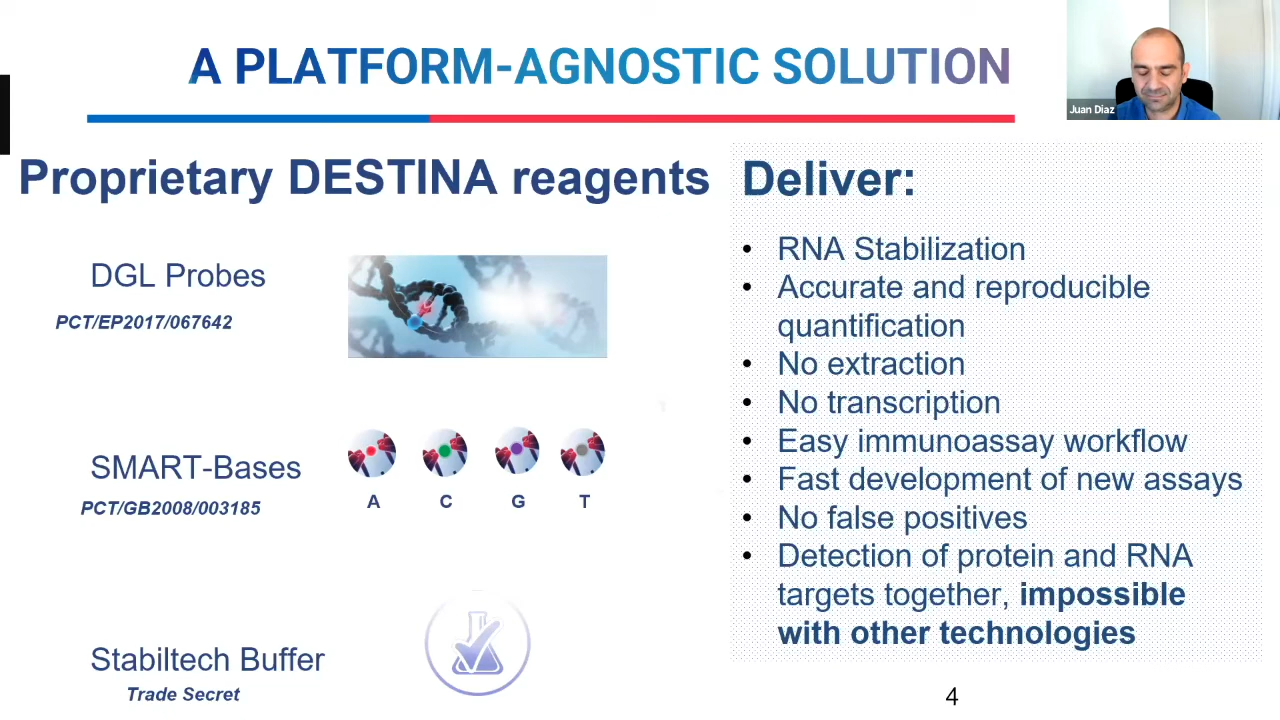 A PLATFORM-AGNOSTIC SOLUTION
Juan Diaz
Proprietary DESTINA reagents
DGL Probes
PCT/EP2017/067642
SMART-Bases
A C G T
PCT/GB2008/003185
Stabiltech Buffer
Trade Secret
Deliver:
• RNA Stabilization
• Accurate and reproducible
quantification
• No extraction
• No transcription
• Easy immunoassay workflow
• Fast development of new assays
• No false positives
• Detection of protein and RNA
targets together, impossible
with other technologies
4